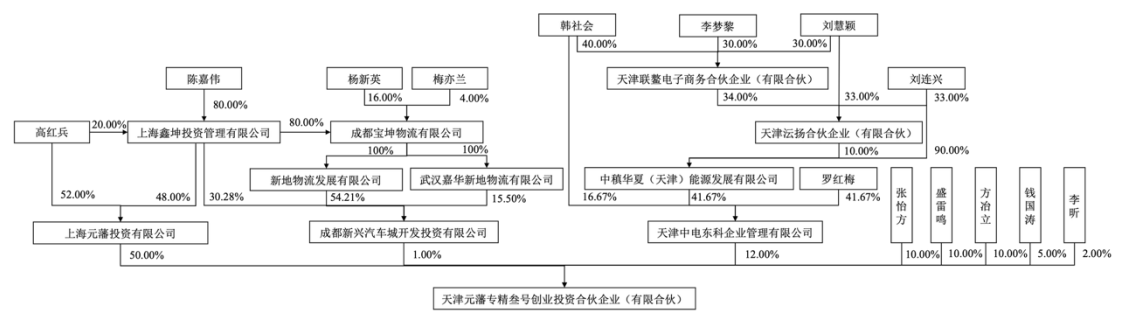 韩社会
李梦黎
刘慧颖
40.00%
30.00%
30.00%
陈嘉伟
杨新英
梅亦兰
天津联鳌电子商务合伙企业（有限合伙）
刘连兴
80.00%
16.00%
4.00%
34.00%
33.00%
33.00%
高红兵
20.00%
上海鑫坤投资管理有限公司
80.00%
成都宝坤物流有限公司
天津沄扬合伙企业（有限合伙）
100%
100%
10.00%
90.00%
新地物流发展有限公司
武汉嘉华新地物流有限公司
中稹华夏（天津）能源发展有限公司
罗红梅
52.00%
48.00%
30.28%
54.21%
15.50%
16.67%
41.67%
41.67%
张怡方
盛雷鸣
方冶立
钱国涛
李昕
上海元藩投资有限公司
成都新兴汽车城开发投资有限公司
天津中电东科企业管理有限公司
50.00%
1.00%
12.00%
10.00%
10.00%
10.00%
5.00%
2.00%
天津元藩专精叁号创业投资合伙企业（有限合伙）